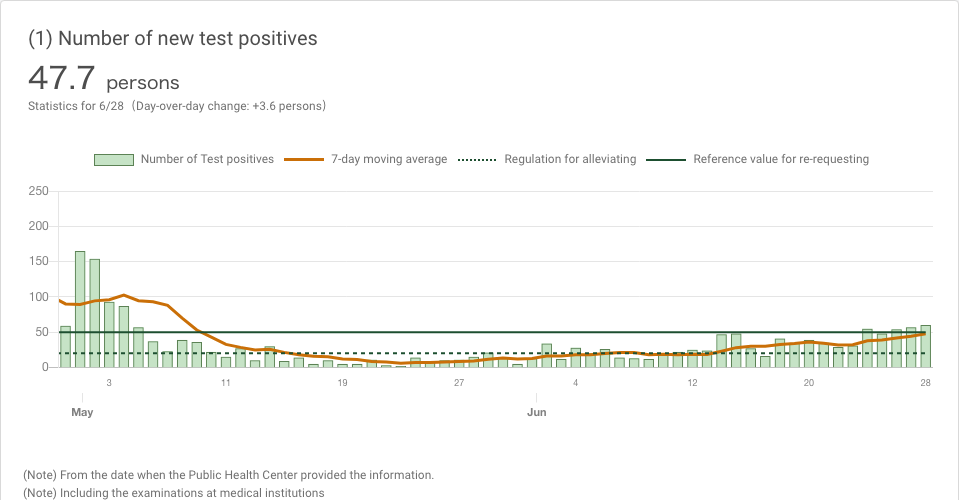 (1) Number of new test positives
47.7 persons
Statistics for 6/28 (Day-over-day change: +3.6 persons)
Number of Test positives 7-day moving average Regulation for alleviating Reference value for re-requesting
250
200
150
100
50
0
3 11 19 27 4 12 20 28
May Jun
(Note) From the date when the Public Health Center provided the information.
(Note) Including the examinations at medical institutions